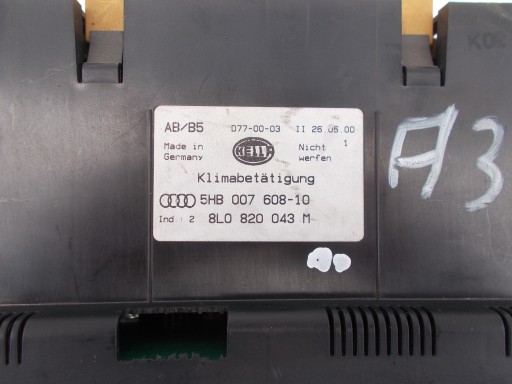 AB/B5 D77-00-03 II 26.05.00
Made in Germany HELLA Nicht werfen 1
Klimabetätigung
5HB 007 608-10
Ind : 2 8L0 820 043 M
A3